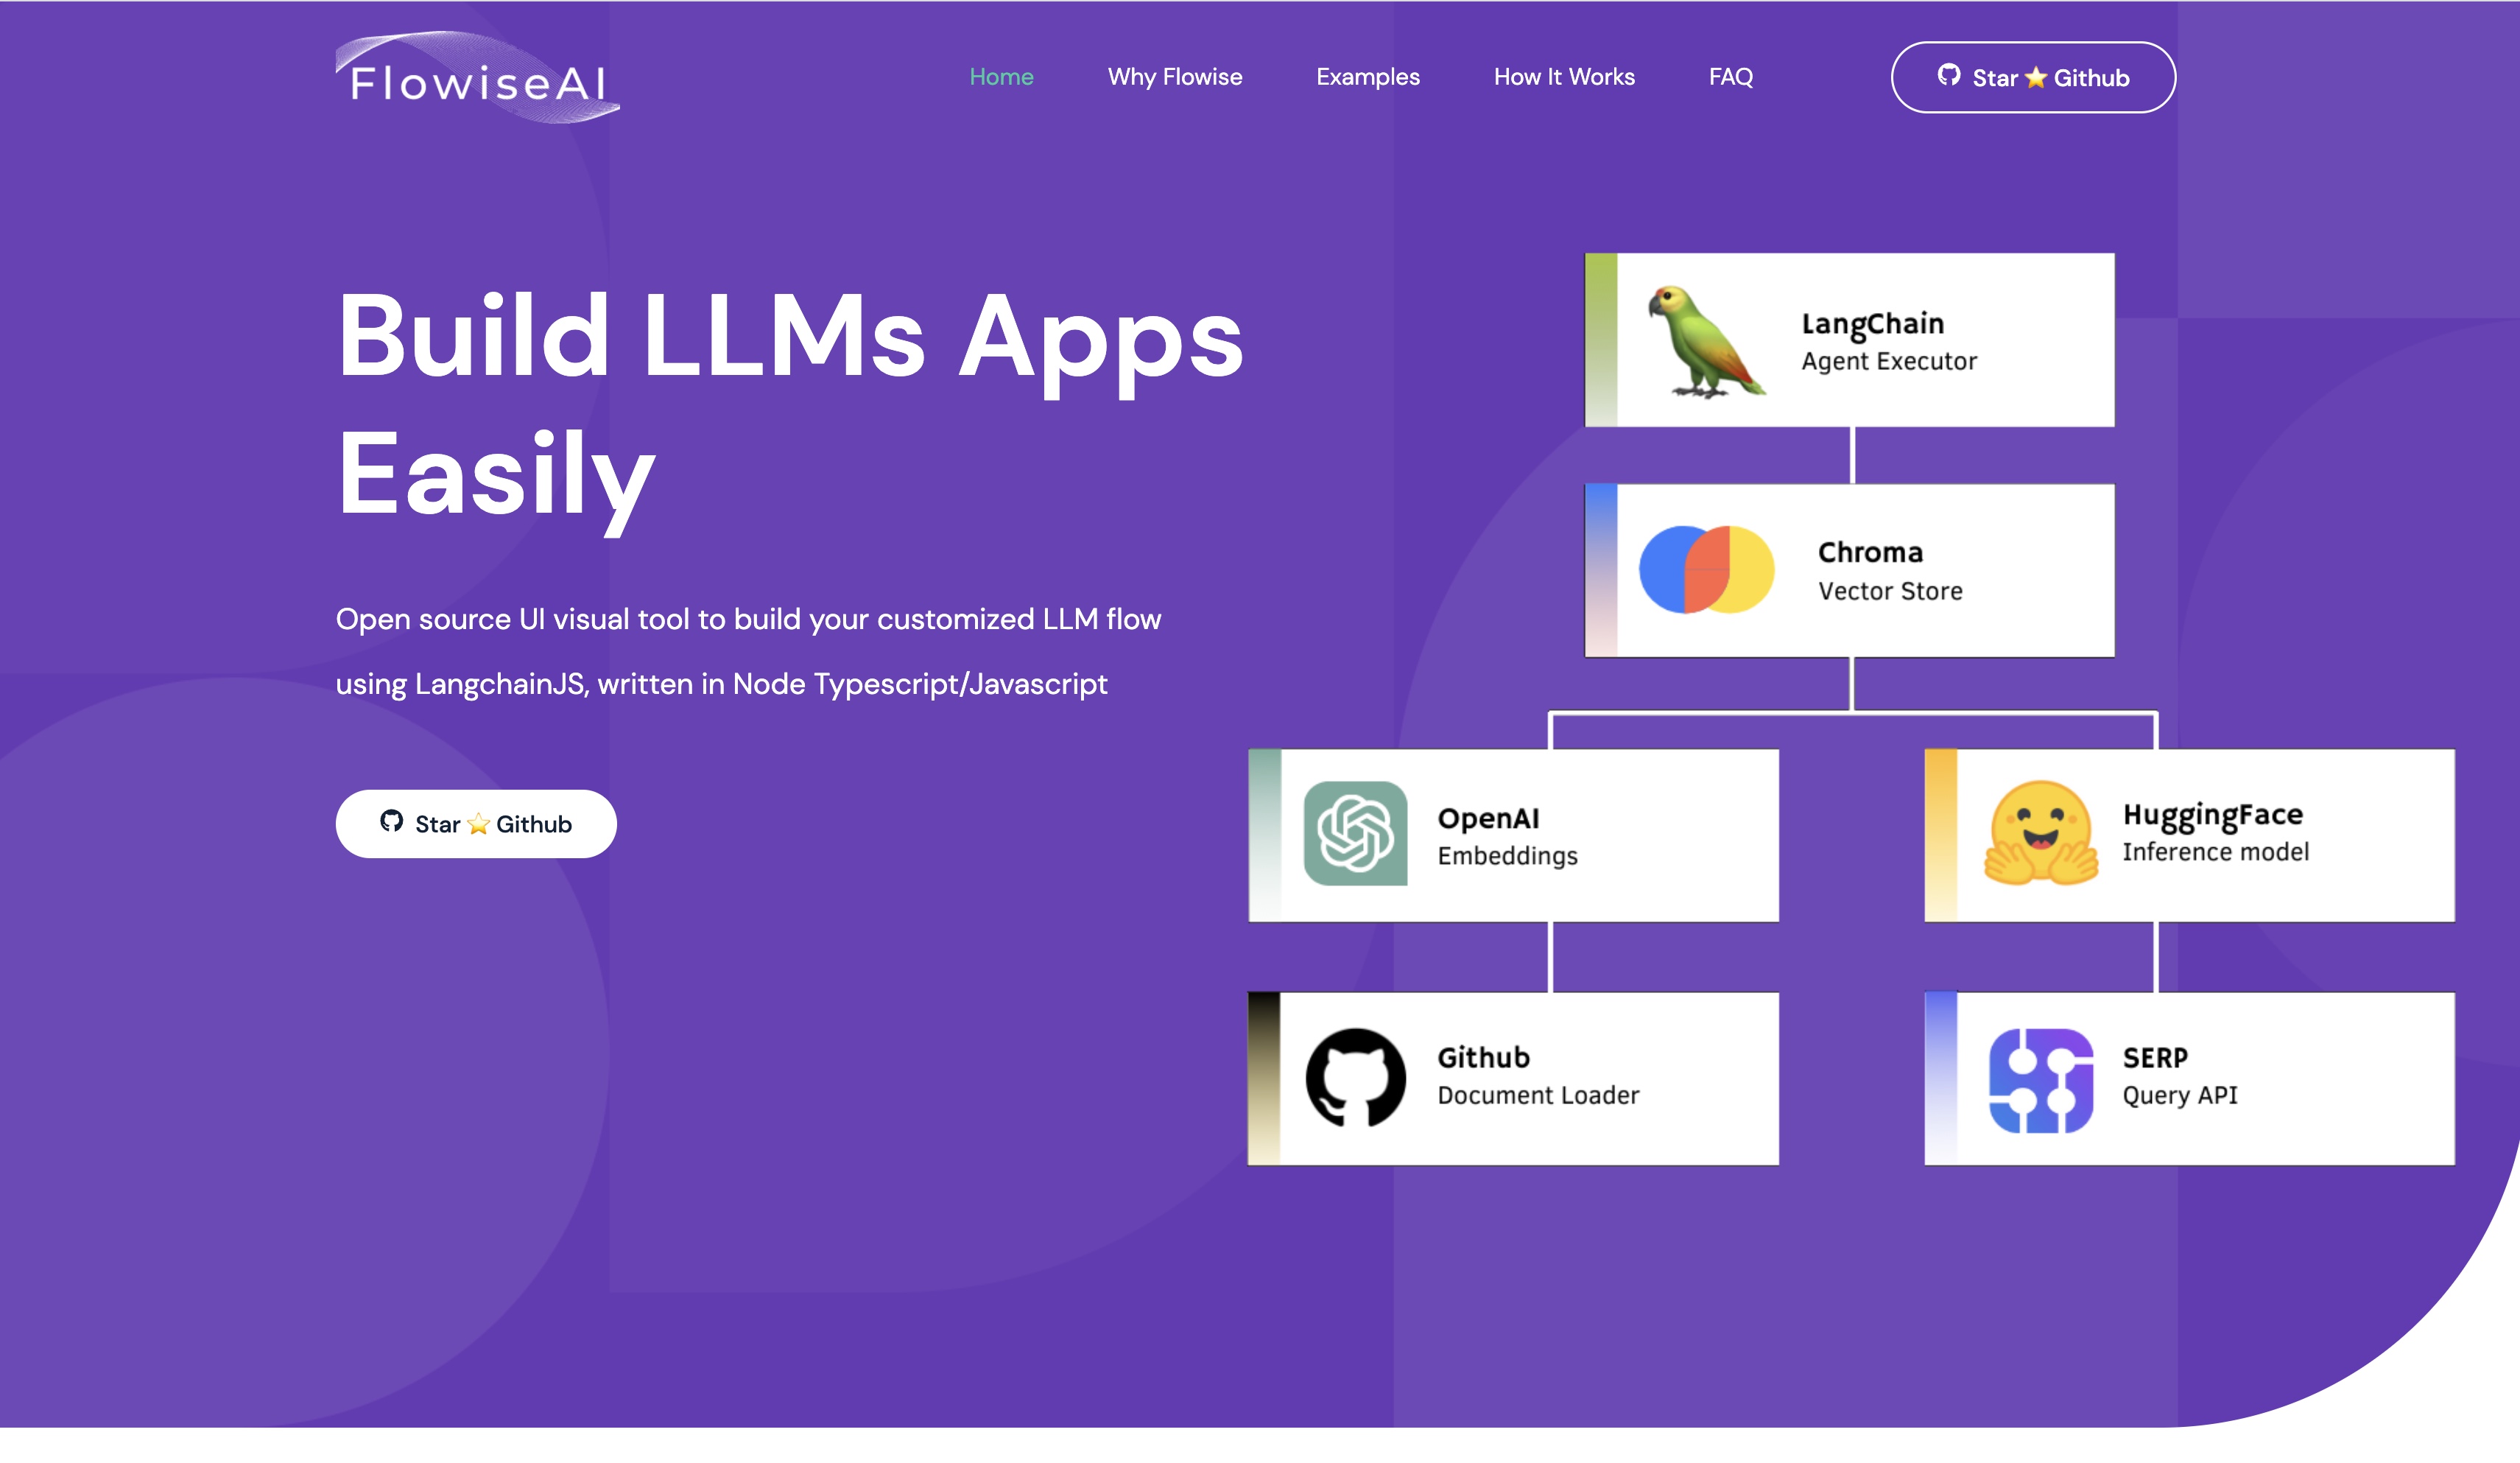 FlowiseAI
Home
Why Flowise
Examples
How It Works
FAQ
Star ⭐ Github
Build LLMs Apps
Easily
Open source UI visual tool to build your customized LLM flow
using LangchainJS, written in Node Typescript/Javascript
Star ⭐ Github
LangChain
Agent Executor
Chroma
Vector Store
OpenAI
Embeddings
HuggingFace
Inference model
Github
Document Loader
SERP
Query API